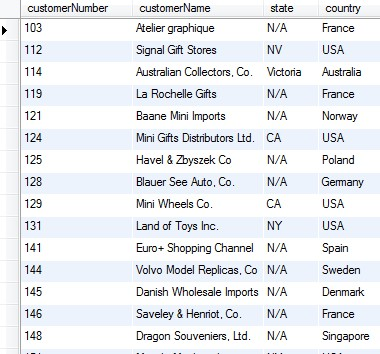 customerNumber customerName state country
103 Atelier graphique N/A France
112 Signal Gift Stores NV USA
114 Australian Collectors, Co. Victoria Australia
119 La Rochelle Gifts N/A France
121 Baane Mini Imports N/A Norway
124 Mini Gifts Distributors Ltd. CA USA
125 Havel & Zbyszek Co N/A Poland
128 Blauer See Auto, Co. N/A Germany
129 Mini Wheels Co. CA USA
131 Land of Toys Inc. NY USA
141 Euro+ Shopping Channel N/A Spain
144 Volvo Model Replicas, Co N/A Sweden
145 Danish Wholesale Imports N/A Denmark
146 Saveley & Henriot, Co. N/A France
148 Dragon Souveniers, Ltd. N/A Singapore